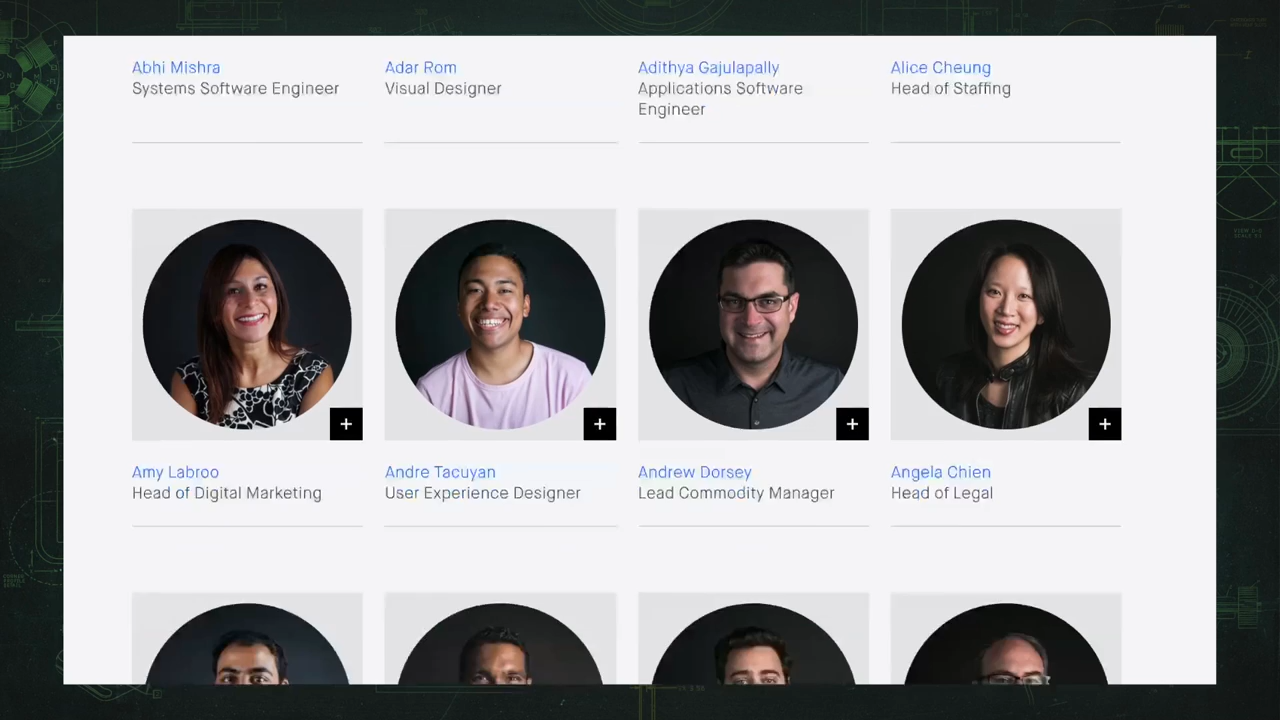 Abhi Mishra
Systems Software Engineer
Adar Rom
Visual Designer
Adithya Gajulapally
Applications Software
Engineer
Alice Cheung
Head of Staffing
Amy Labroo
Head of Digital Marketing
Andre Tacuyan
User Experience Designer
Andrew Dorsey
Lead Commodity Manager
Angela Chien
Head of Legal